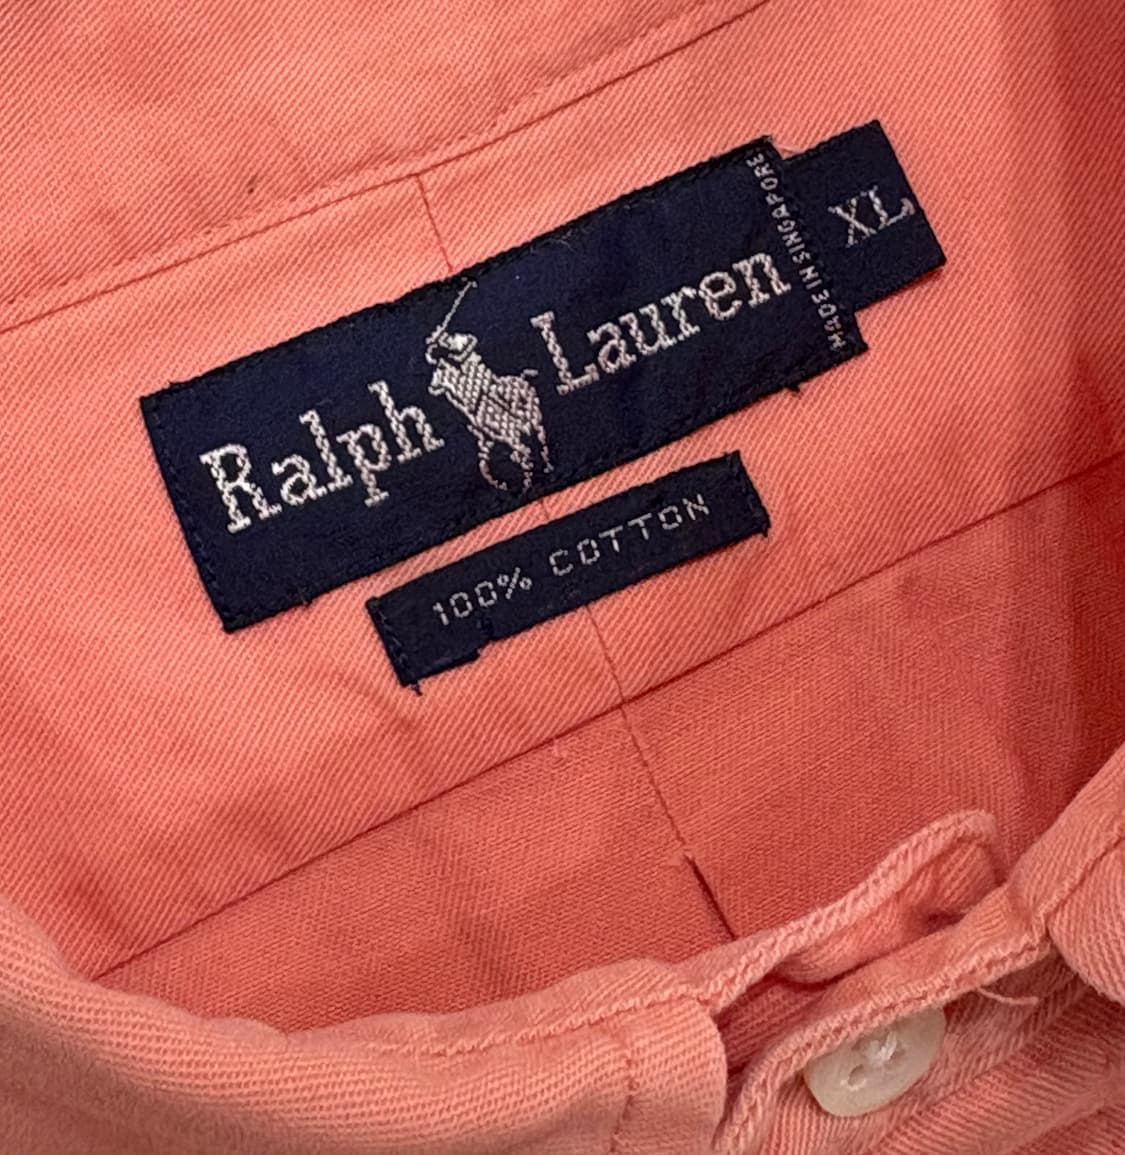 Ralph Lauren
MADE IN SINGAPORE
XL
100% COTTON